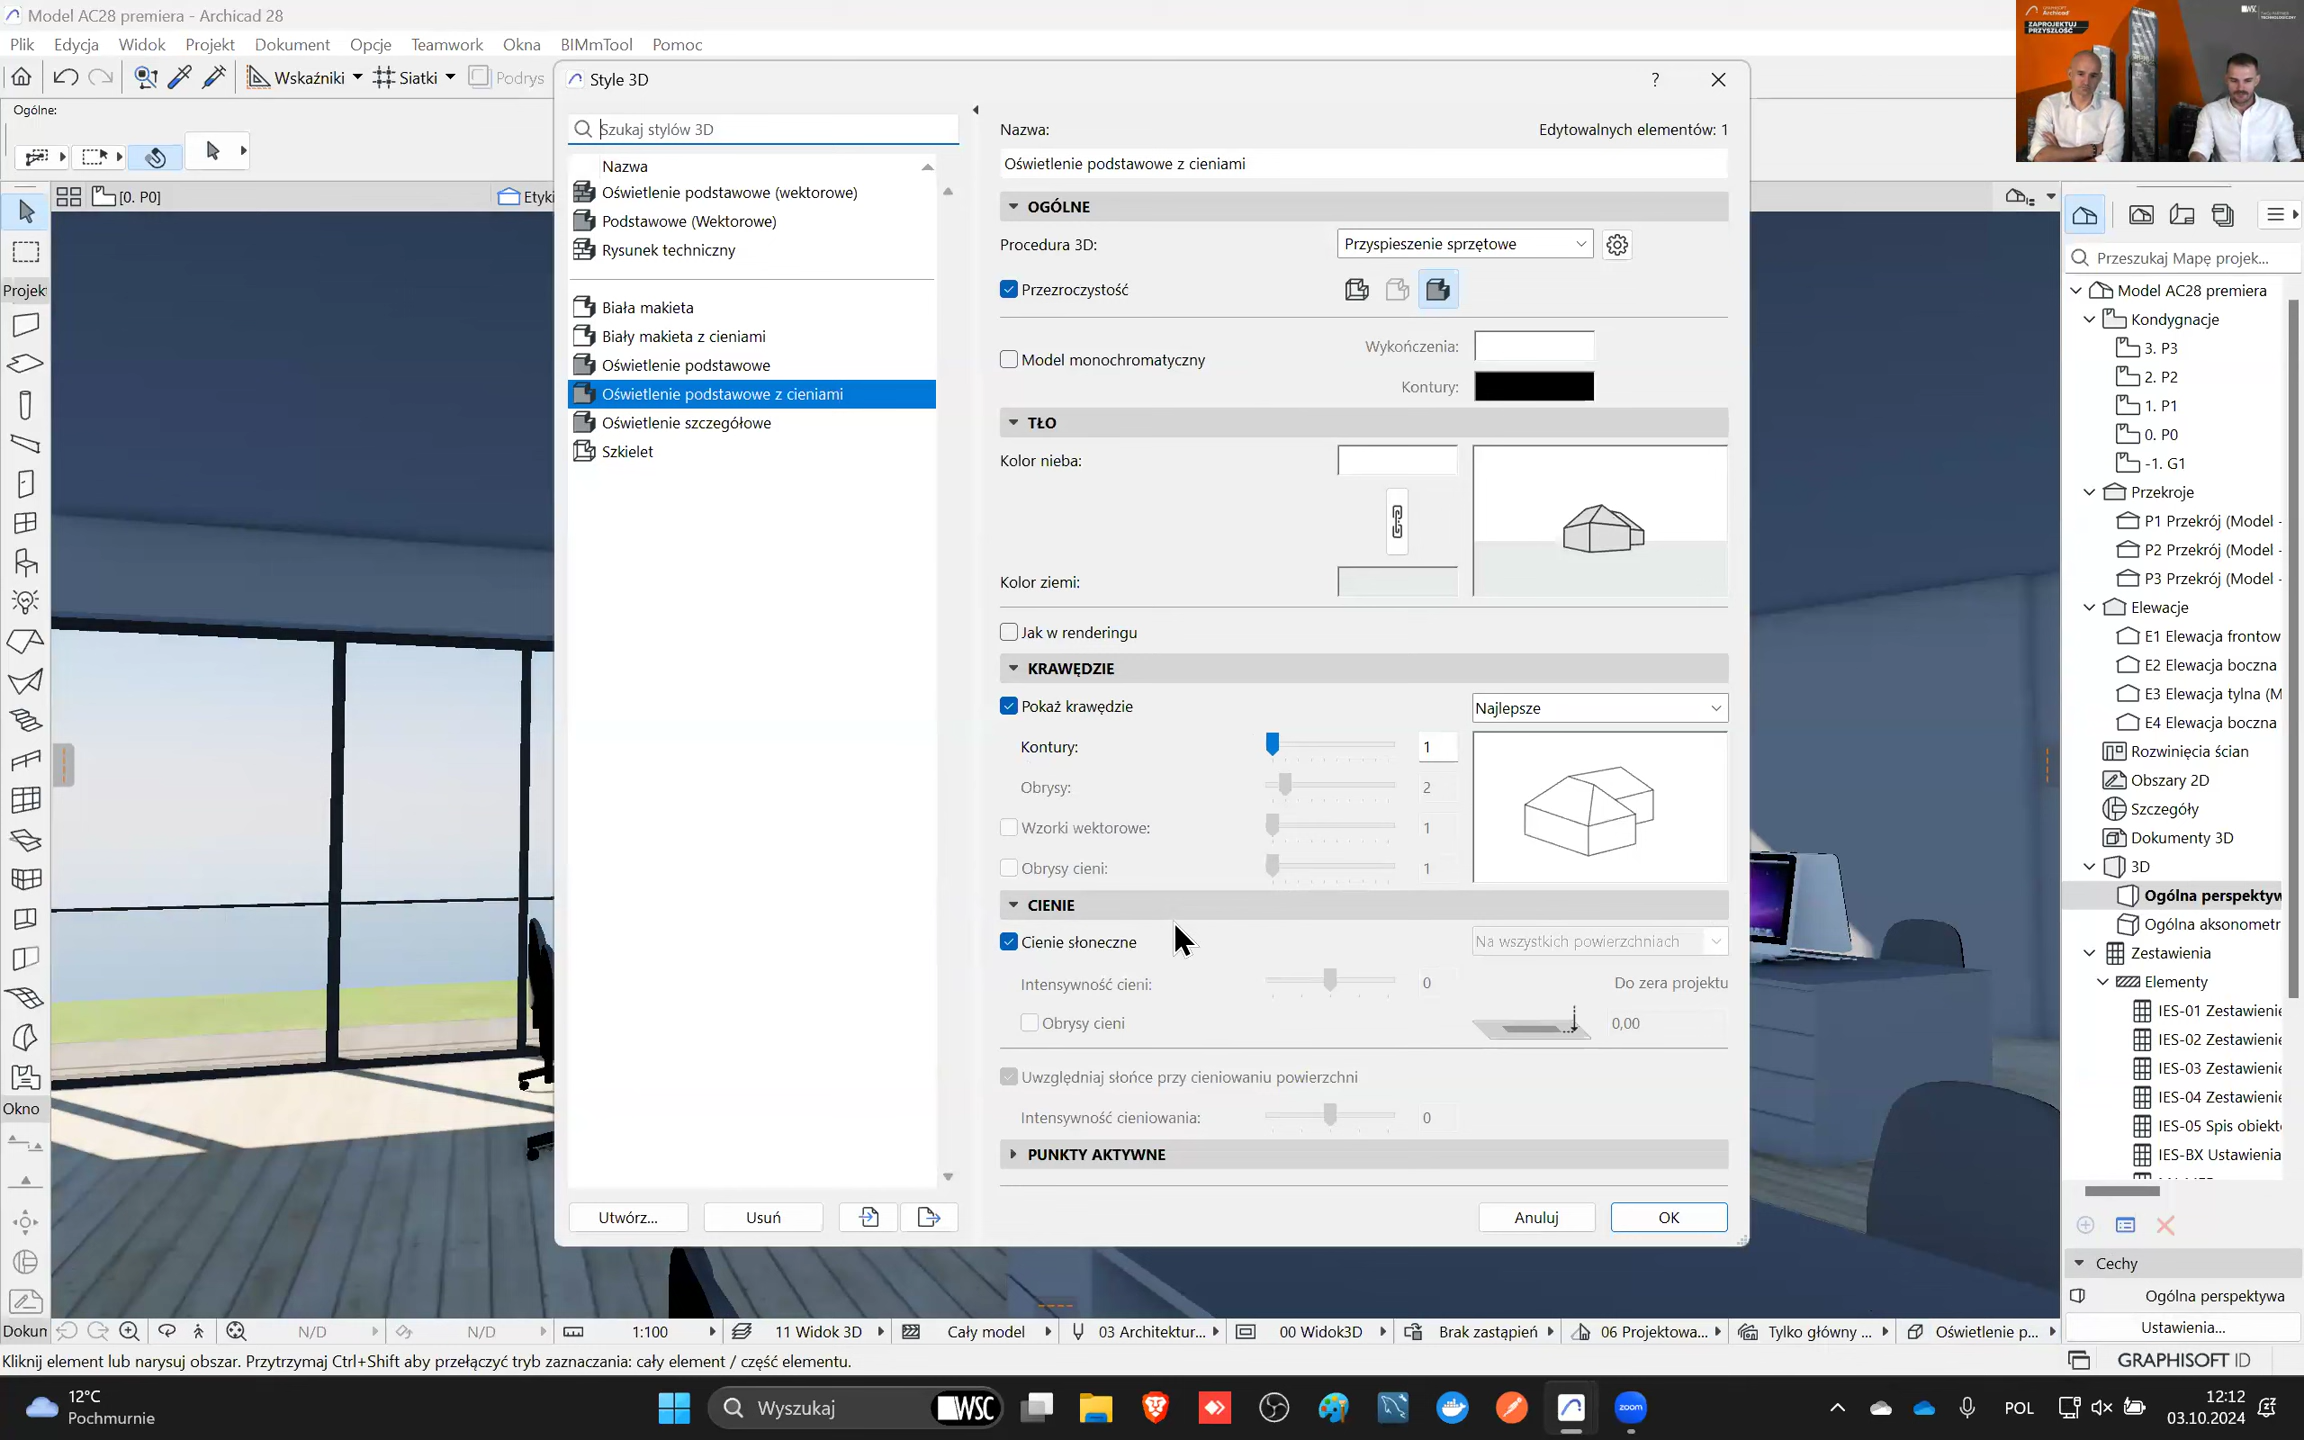 Model AC28 premiera - Archicad 28
Plik Edycja Widok Projekt Dokument Opcje Teamwork Okna BIMmTool Pomoc
Wskaźniki Siatki Podrys
Ogólne:
[0. P0]
Etyki
Projekt
Okno
Dokun
Style 3D
?
Szukaj stylów 3D
Nazwa
Oświetlenie podstawowe (wektorowe)
Podstawowe (Wektorowe)
Rysunek techniczny
Biała makieta
Biały makieta z cieniami
Oświetlenie podstawowe
Oświetlenie podstawowe z cieniami
Oświetlenie szczegółowe
Szkielet
Utwórz...
Usuń
Nazwa:
Edytowalnych elementów: 1
Oświetlenie podstawowe z cieniami
OGÓLNE
Procedura 3D:
Przyspieszenie sprzętowe
Przezroczystość
Model monochromatyczny
Wykończenia:
Kontury:
TŁO
Kolor nieba:
Kolor ziemi:
Jak w renderingu
KRAWĘDZIE
Pokaż krawędzie
Najlepsze
Kontury:
1
Obrysy:
2
Wzorki wektorowe:
1
Obrysy cieni:
1
CIENIE
Cienie słoneczne
Na wszystkich powierzchniach
Intensywność cieni:
0
Do zera projektu
Obrysy cieni
0,00
Uwzględniaj słońce przy cieniowaniu powierzchni
Intensywność cieniowania:
0
PUNKTY AKTYWNE
Anuluj
OK
GRAPHISOFT
Archicad
ZAPROJEKTUJ
PRZYSZŁOŚĆ
WSC
Przeszukaj Mapę projek...
Model AC28 premiera
Kondygnacje
3. P3
2. P2
1. P1
0. P0
-1. G1
Przekroje
P1 Przekrój (Model -
P2 Przekrój (Model -
P3 Przekrój (Model -
Elewacje
E1 Elewacja frontow
E2 Elewacja boczna
E3 Elewacja tylna (M
E4 Elewacja boczna
Rozwinięcia ścian
Obszary 2D
Szczegóły
Dokumenty 3D
3D
Ogólna perspektyw
Ogólna aksonometr
Zestawienia
Elementy
IES-01 Zestawienie
IES-02 Zestawienie
IES-03 Zestawienie
IES-04 Zestawienie
IES-05 Spis obiekt
IES-BX Ustawienia
Cechy
Ogólna perspektywa
Ustawienia...
GRAPHISOFT ID
N/D N/D 1:100 11 Widok 3D Cały model 03 Architektur... 00 Widok3D Brak zastąpień 06 Projektowa... Tylko główny ... Oświetlenie p...
Kliknij element lub narysuj obszar. Przytrzymaj Ctrl+Shift aby przełączyć tryb zaznaczania: cały element / część elementu.
12°C
Pochmurnie
Wyszukaj
WSC
zoom
POL
12:12
03.10.2024